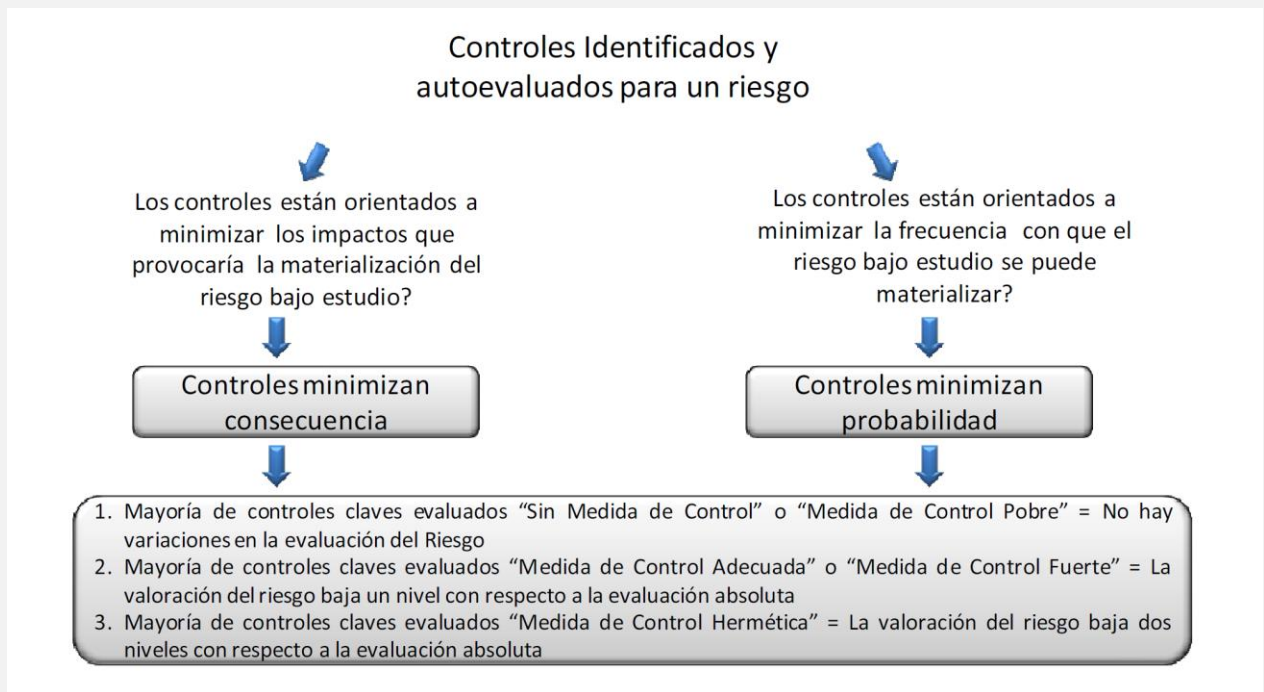 Controles Identificados y
autoevaluados para un riesgo
Los controles están orientados a
minimizar los impactos que
provocaría la materialización del
riesgo bajo estudio?
Los controles están orientados a
minimizar la frecuencia con que el
riesgo bajo estudio se puede
materializar?
Controles minimizan
consecuencia
Controles minimizan
probabilidad
1. Mayoría de controles claves evaluados “Sin Medida de Control” o “Medida de Control Pobre” = No hay
variaciones en la evaluación del Riesgo
2. Mayoría de controles claves evaluados “Medida de Control Adecuada” o “Medida de Control Fuerte” = La
valoración del riesgo baja un nivel con respecto a la evaluación absoluta
3. Mayoría de controles claves evaluados “Medida de Control Hermética” = La valoración del riesgo baja dos
niveles con respecto a la evaluación absoluta